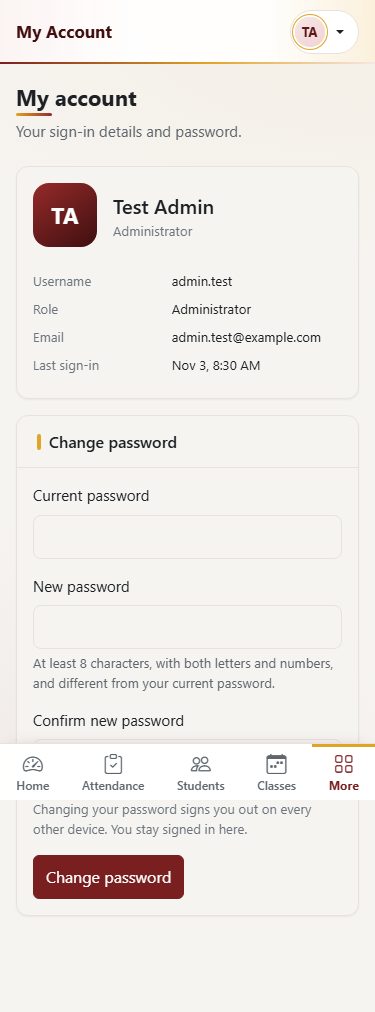 My Account
TA
My account
Your sign-in details and password.
TA
Test Admin
Administrator
Username admin.test
Role Administrator
Email admin.test@example.com
Last sign-in Nov 3, 8:30 AM
Change password
Current password
New password
At least 8 characters, with both letters and numbers,
and different from your current password.
Confirm new password
Home Attendance Students Classes More
Changing your password signs you out on every
other device. You stay signed in here.
Change password